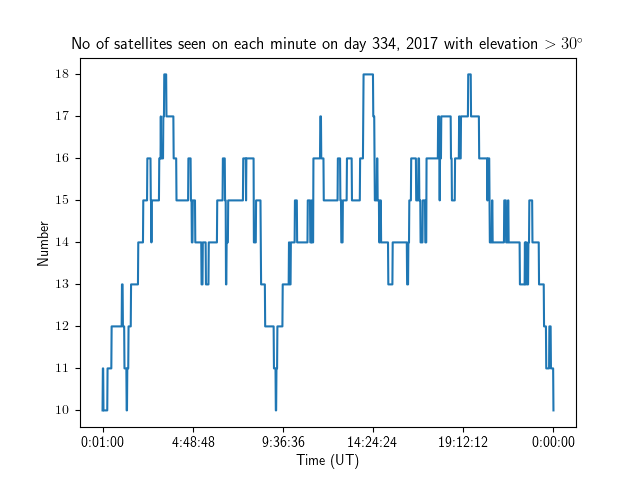 No of satellites seen on each minute on day 334, 2017 with elevation > 30°
18
17
16
15
14
13
12
11
10
Number
0:01:00 4:48:48 9:36:36 14:24:24 19:12:12 0:00:00
Time (UT)